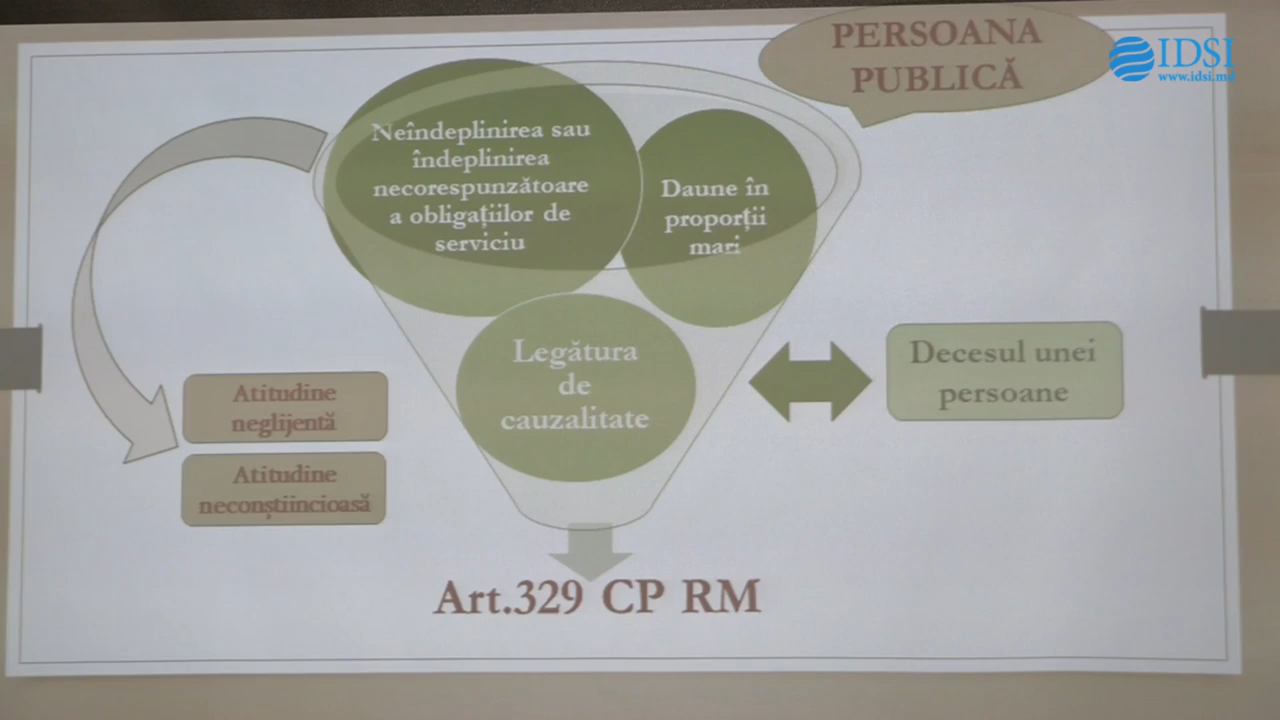 PERSOANA
PUBLICĂ
IDSI
www.idsi.md
Neîndeplinirea sau
îndeplinirea
necorespunzătoare
a obligațiilor de
serviciu
Daune în
proporții
mari
Legătura
de
cauzalitate
Decesul unei
persoane
Atitudine
neglijentă
Atitudine
neconștiincioasă
Art.329 CP RM